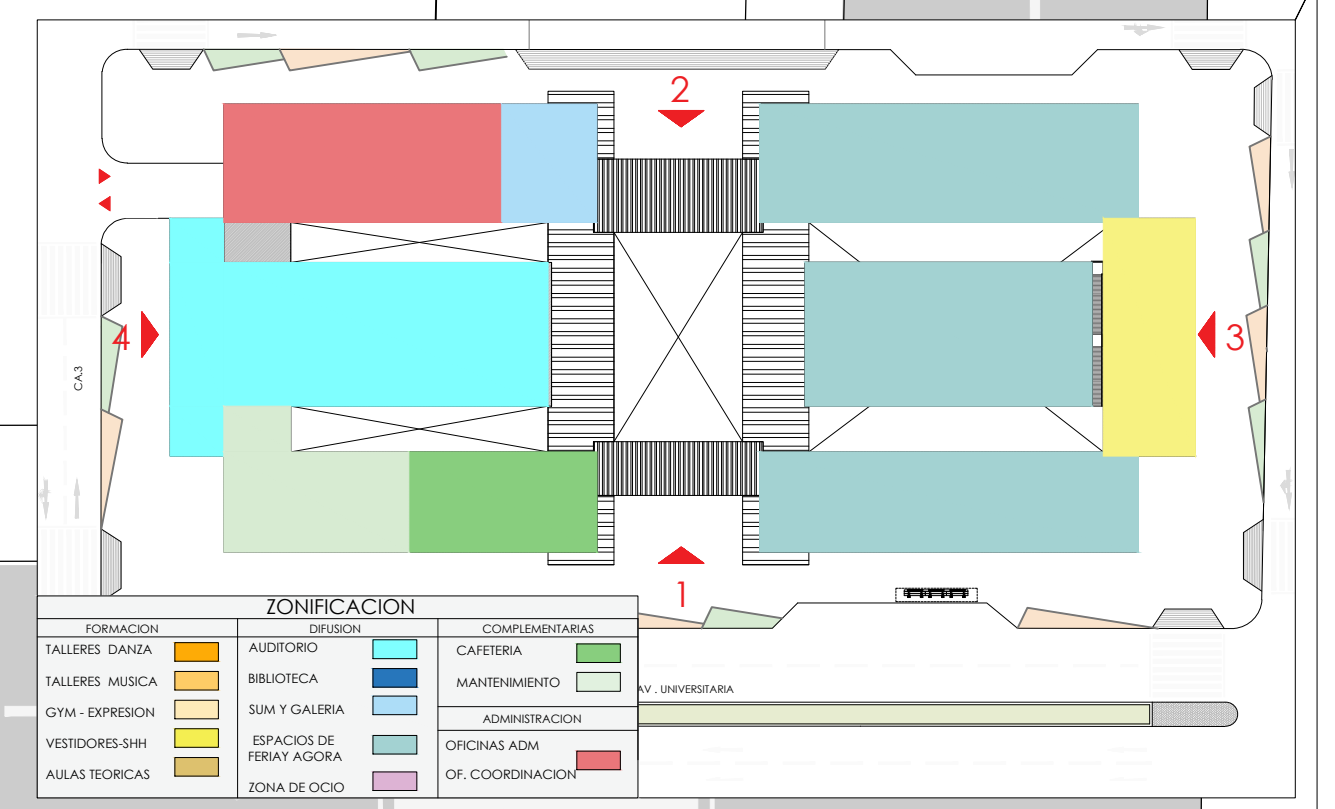 2
4
3
CA.3
1
AV . UNIVERSITARIA
ZONIFICACION
FORMACION
TALLERES DANZA
TALLERES MUSICA
GYM - EXPRESION
VESTIDORES-SHH
AULAS TEORICAS
DIFUSION
AUDITORIO
BIBLIOTECA
SUM Y GALERIA
ESPACIOS DE
FERIAY AGORA
ZONA DE OCIO
COMPLEMENTARIAS
CAFETERIA
MANTENIMIENTO
ADMINISTRACION
OFICINAS ADM
OF. COORDINACION